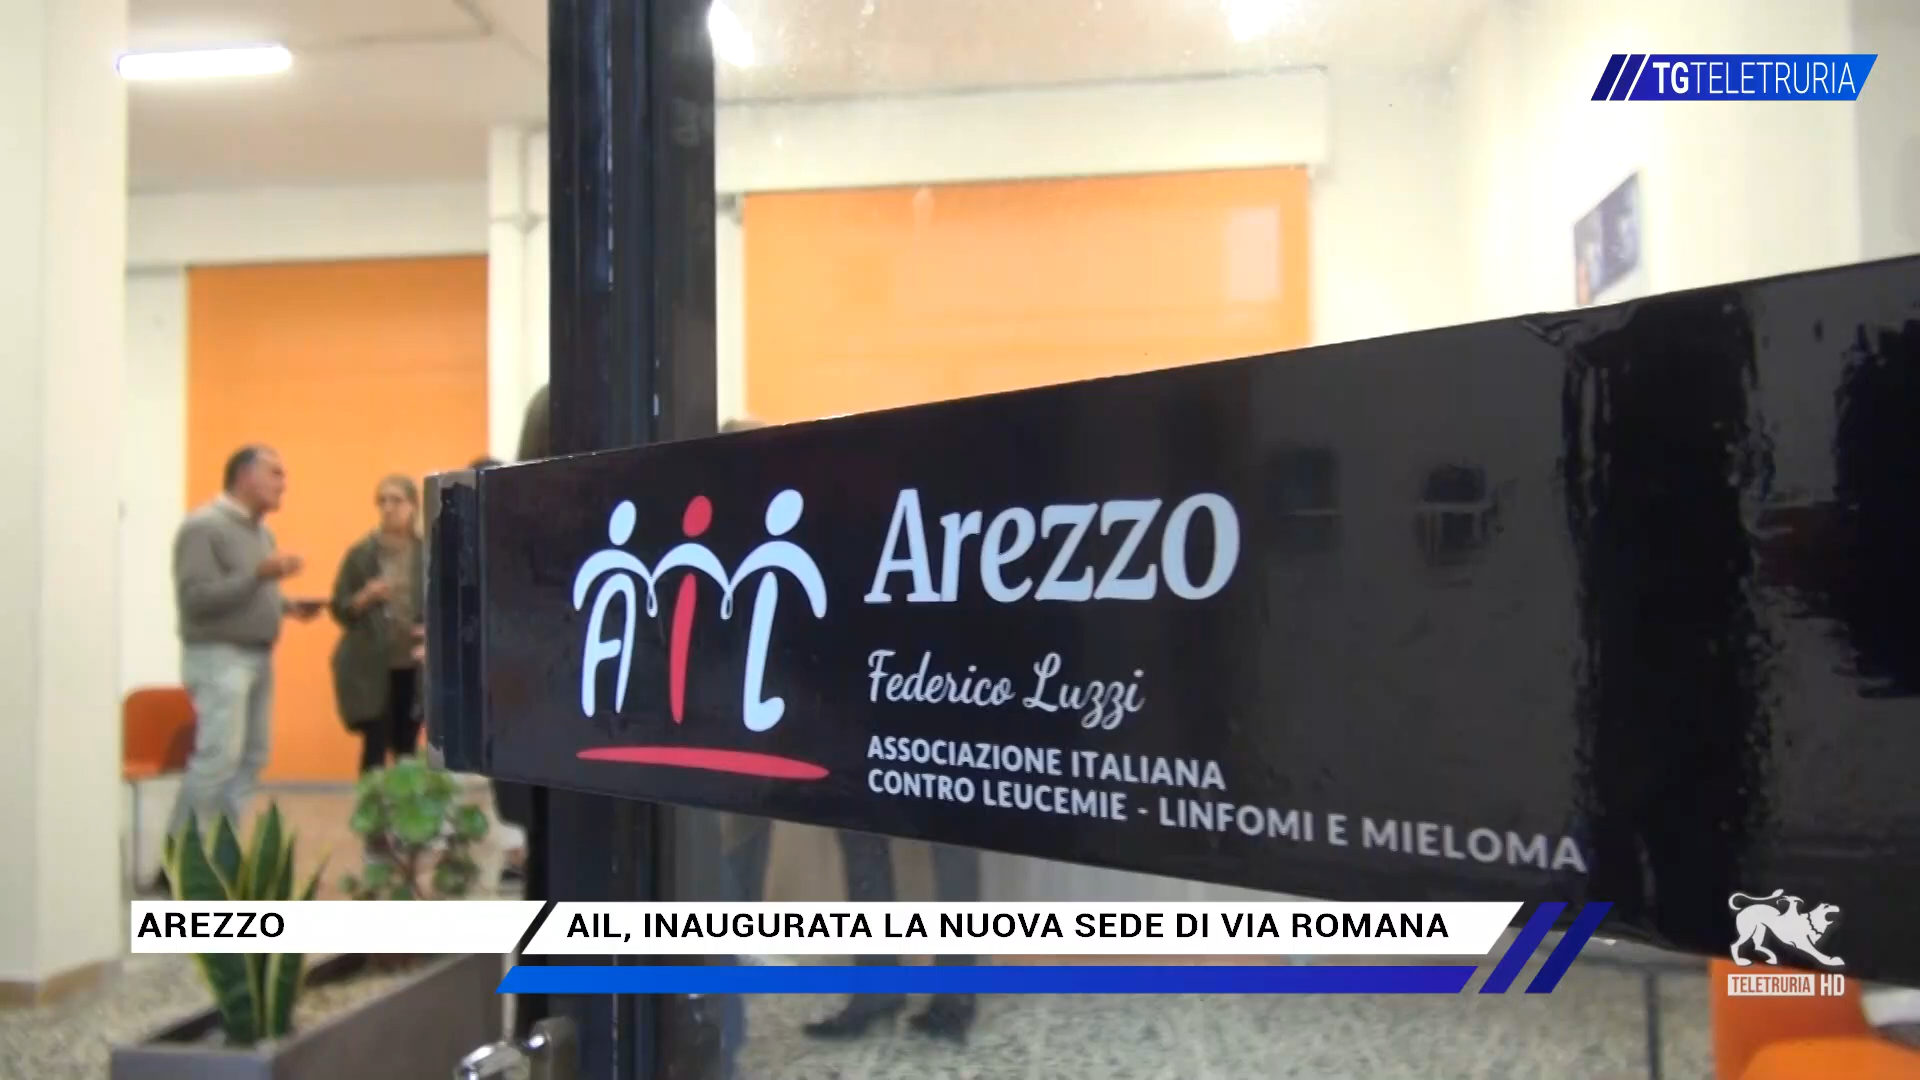 TGTELETRURIA
AIL
Arezzo
Federico Luzzi
ASSOCIAZIONE ITALIANA
CONTRO LEUCEMIE - LINFOMI E MIELOMA
AREZZO
AIL, INAUGURATA LA NUOVA SEDE DI VIA ROMANA
TELETRURIA HD